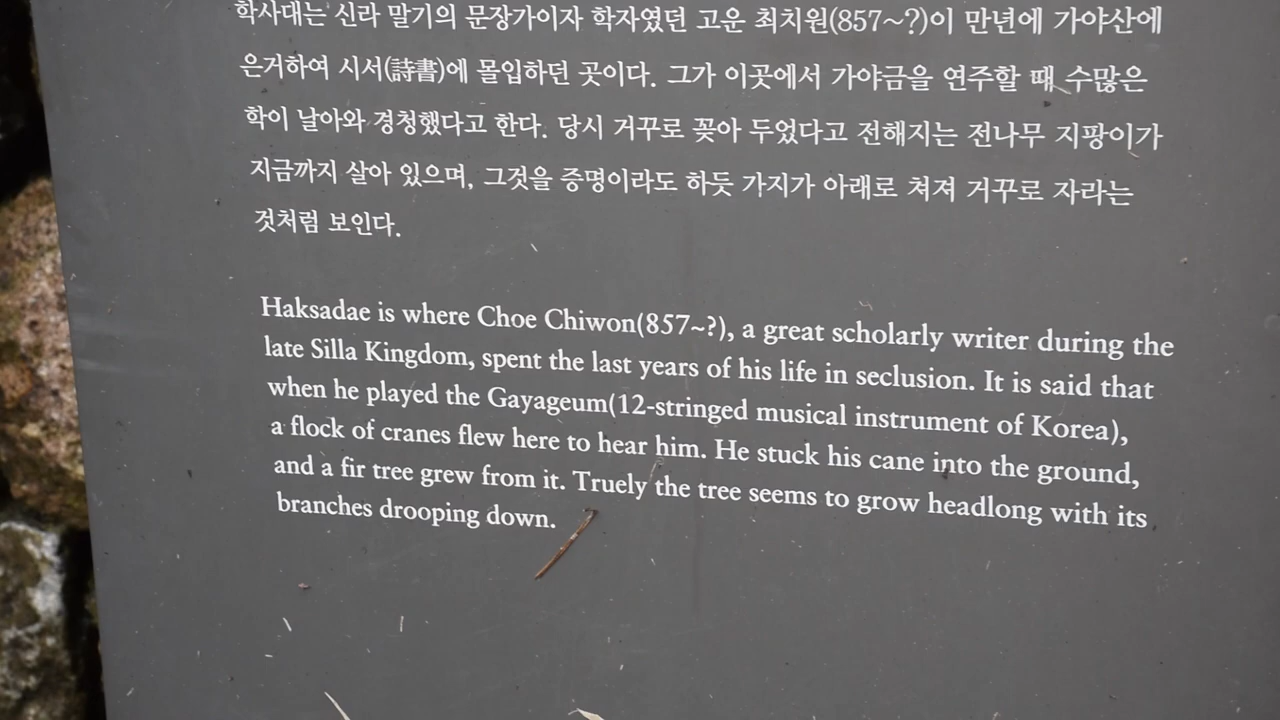 학사대는 신라 말기의 문장가이자 학자였던 고운 최치원(857~?)이 만년에 가야산에
은거하여 시서(詩書)에 몰입하던 곳이다. 그가 이곳에서 가야금을 연주할 때 수많은
학이 날아와 경청했다고 한다. 당시 거꾸로 꽂아 두었다고 전해지는 전나무 지팡이가
지금까지 살아 있으며, 그것을 증명이라도 하듯 가지가 아래로 쳐져 거꾸로 자라는
것처럼 보인다.
Haksadae is where Choe Chiwon(857~?), a great scholarly writer during the
late Silla Kingdom, spent the last years of his life in seclusion. It is said that
when he played the Gayageum(12-stringed musical instrument of Korea),
a flock of cranes flew here to hear him. He stuck his cane into the ground,
and a fir tree grew from it. Truely the tree seems to grow headlong with its
branches drooping down.